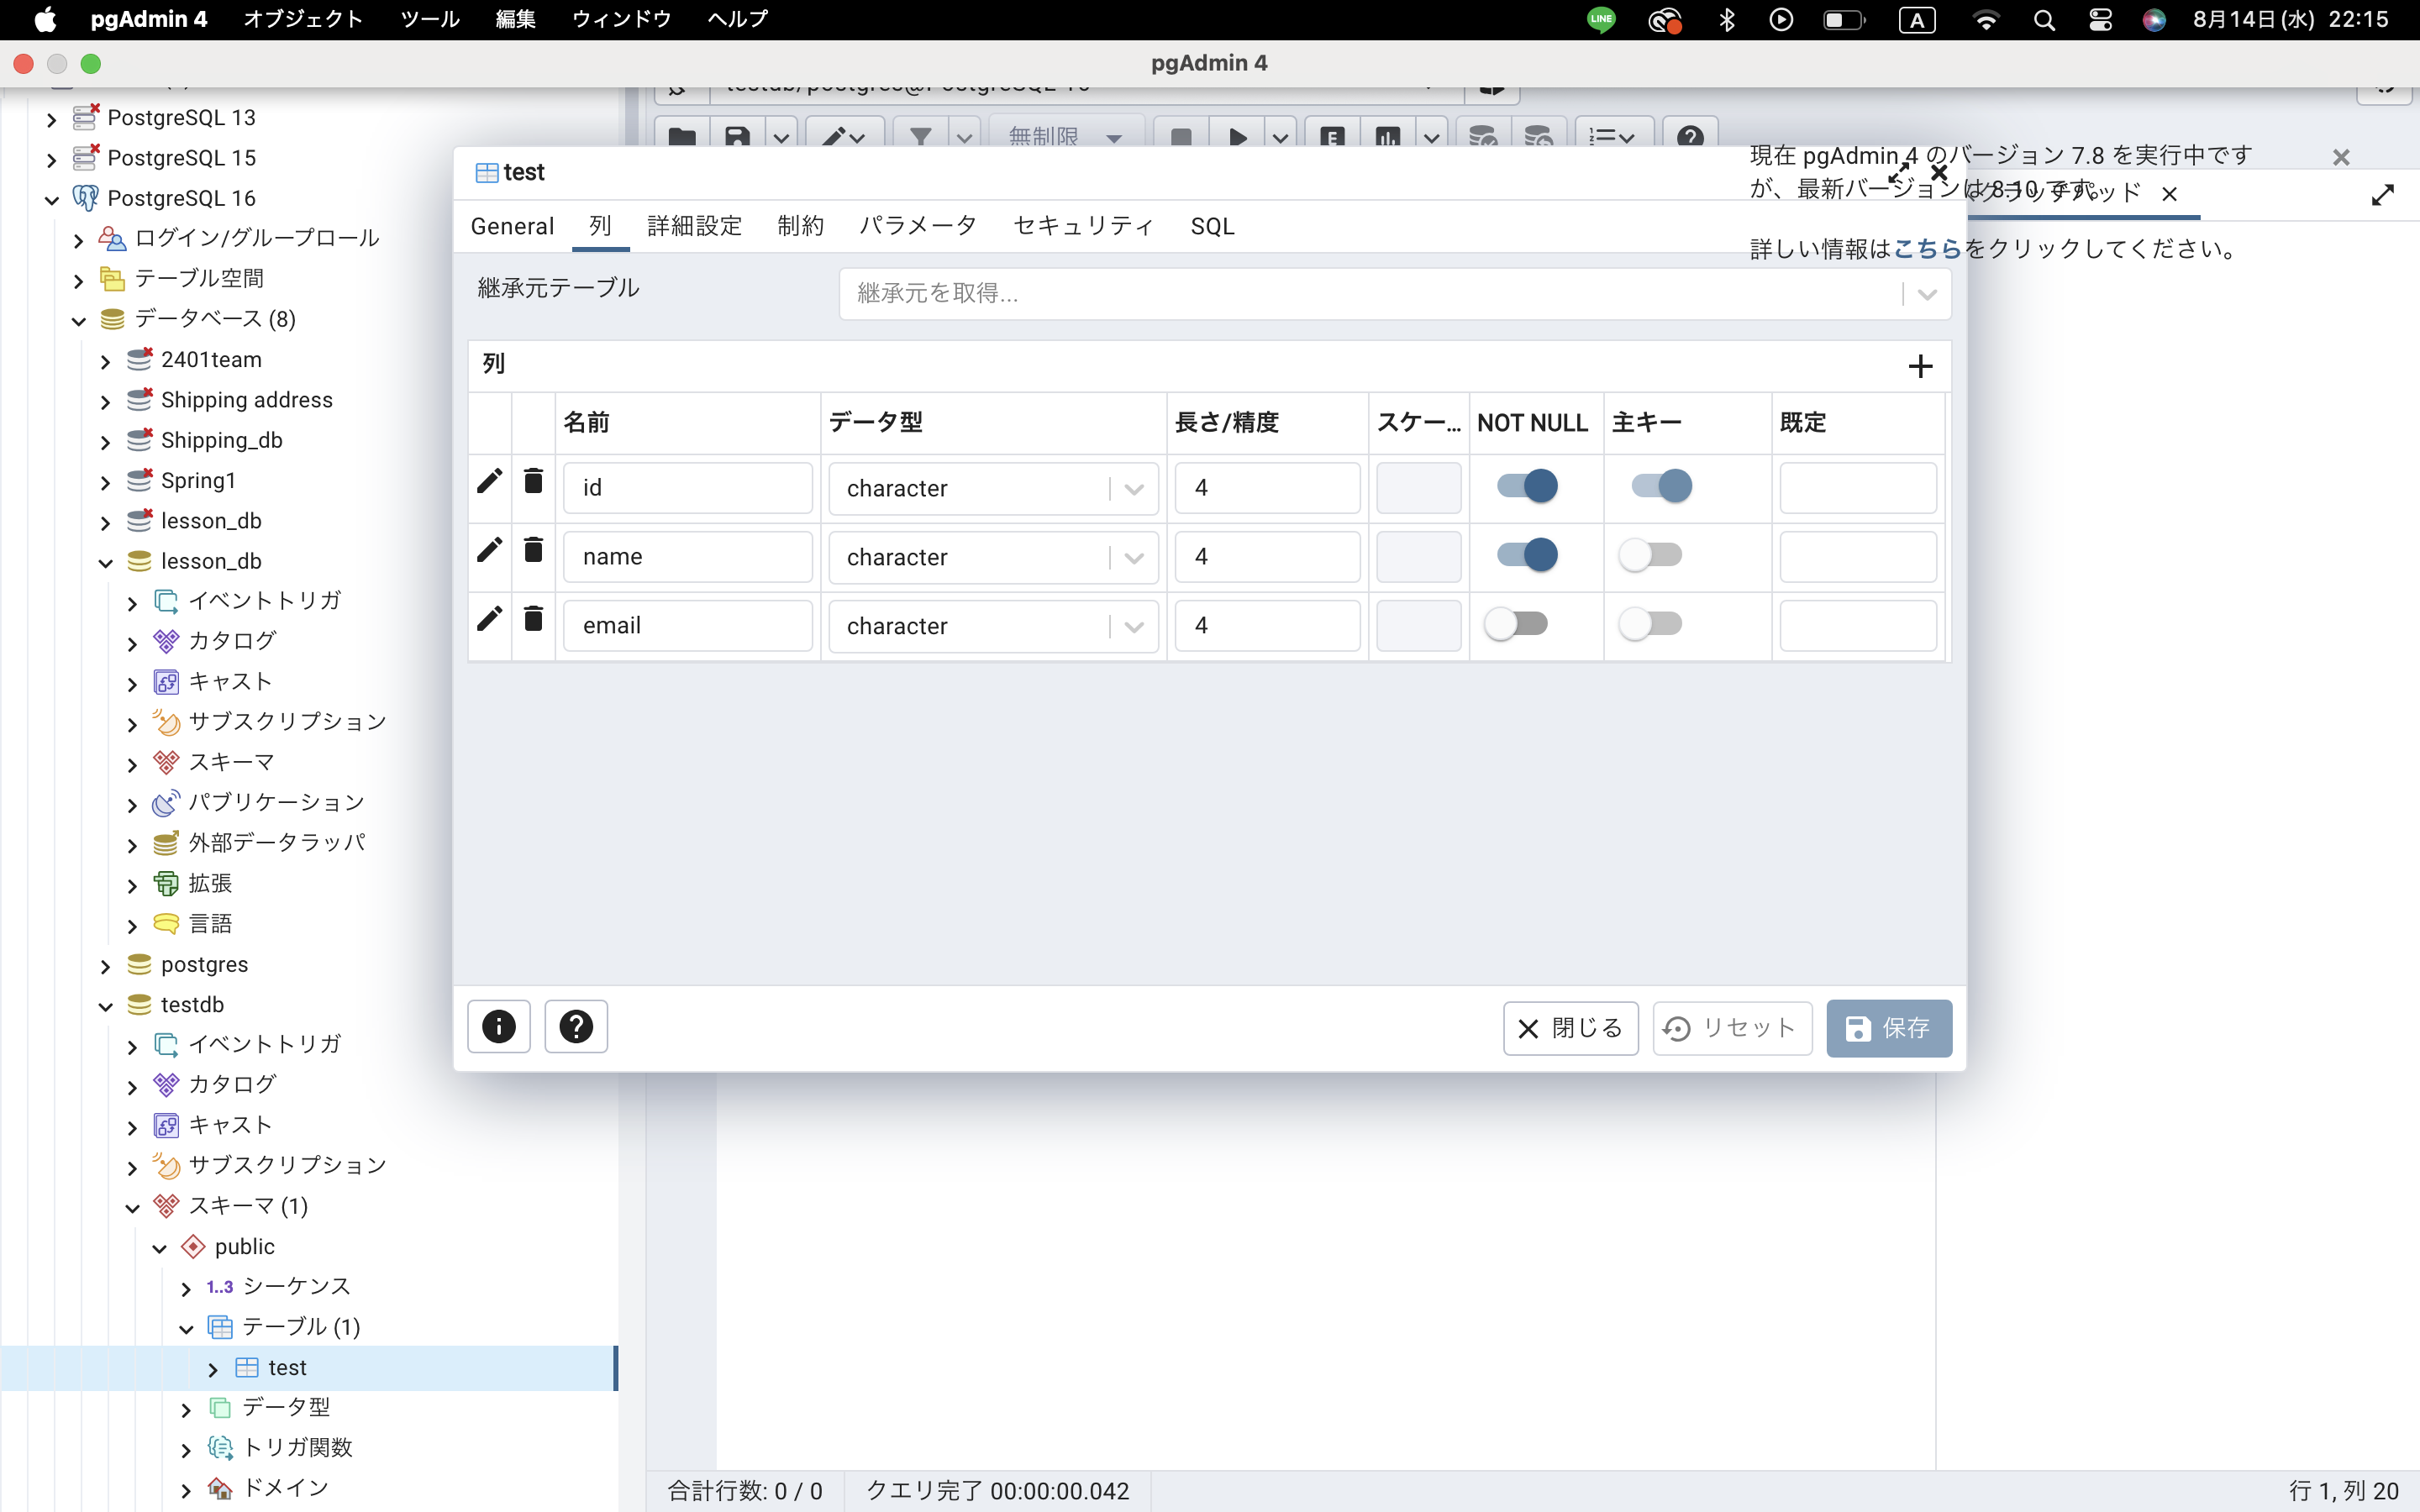 pgAdmin 4 オブジェクト ツール 編集 ウィンドウ ヘルプ LINE A 8月14日(水) 22:15
pgAdmin 4
PostgreSQL 13
PostgreSQL 15
PostgreSQL 16
ログイン/グループロール
テーブル空間
データベース (8)
2401team
Shipping address
Shipping_db
Spring1
lesson_db
lesson_db
イベントトリガ
カタログ
キャスト
サブスクリプション
スキーマ
パブリケーション
外部データラッパ
拡張
言語
postgres
testdb
イベントトリガ
カタログ
キャスト
サブスクリプション
スキーマ (1)
public
1..3 シーケンス
テーブル (1)
test
データ型
トリガ関数
ドメイン
testdb/postgres@PostgreSQL 16
無制限 E
現在 pgAdmin 4 のバージョン 7.8 を実行中です
が、最新バージョンは 8.10 です。
詳しい情報はこちらをクリックしてください。
クラッチパッド
test
General 列 詳細設定 制約 パラメータ セキュリティ SQL
継承元テーブル 継承元を取得...
列
名前 データ型 長さ/精度 スケー... NOT NULL 主キー 既定
id character 4
name character 4
email character 4
閉じる リセット 保存
合計行数: 0 / 0 クエリ完了 00:00:00.042 行 1, 列 20